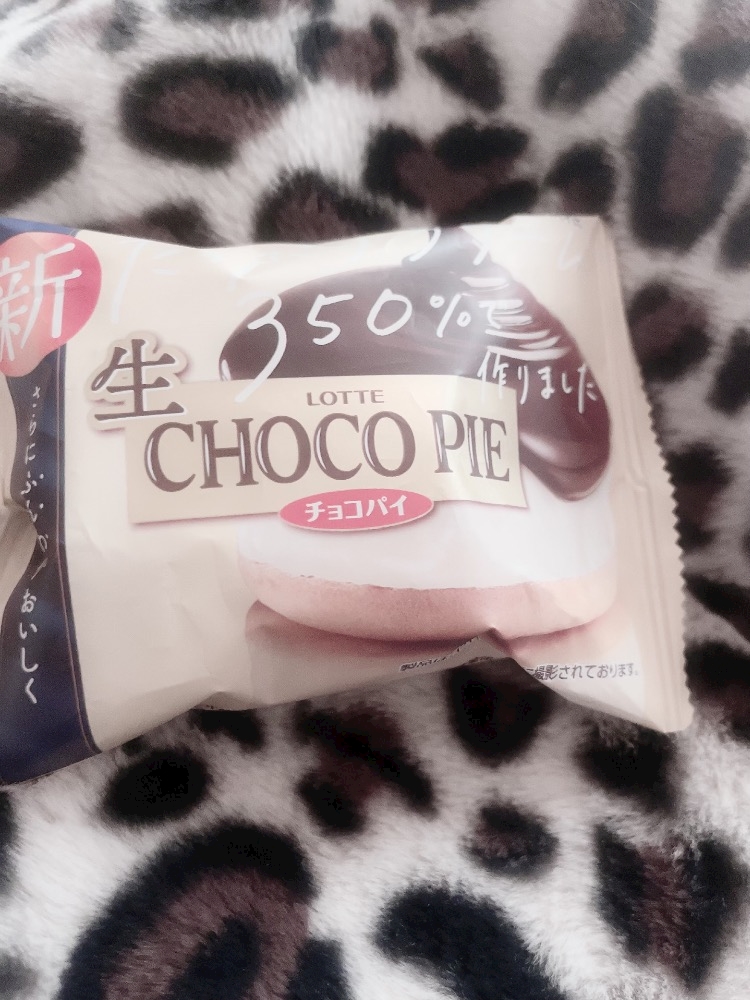 新
350%
作りました
生
LOTTE
CHOCO PIE
チョコパイ
おいしく
撮影されております。